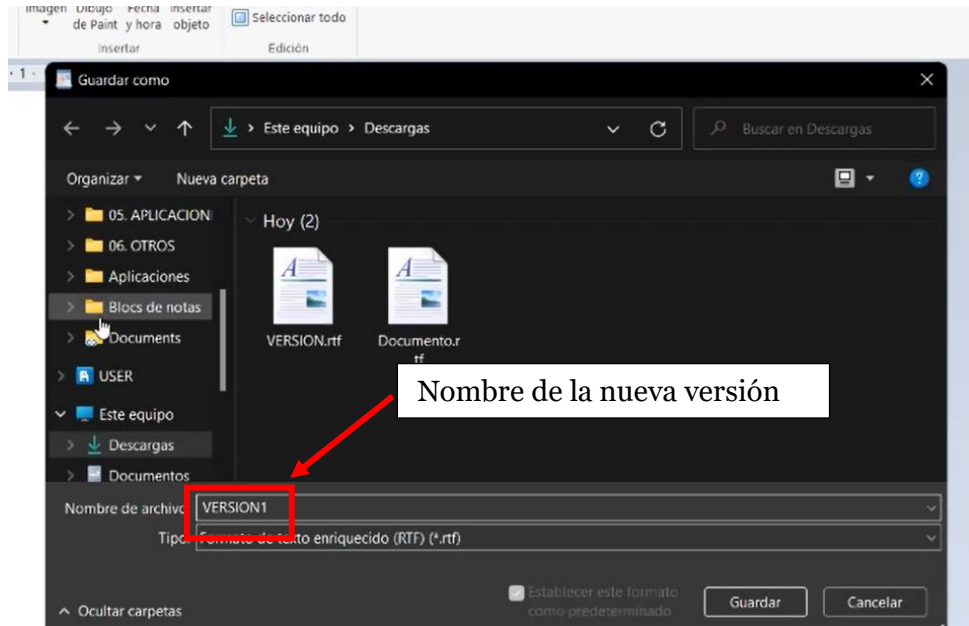 Imagen Dibujo Fecha Insertar
de Paint y hora objeto
Seleccionar todo
Insertar
Edición
1
Guardar como
Este equipo > Descargas
Buscar en Descargas
Organizar
Nueva carpeta
05. APLICACION
06. OTROS
Aplicaciones
Blocs de notas
Documents
USER
Este equipo
Descargas
Documentos
Hoy (2)
VERSION.rtf
Documento.r
tf
Nombre de la nueva versión
Nombre de archivo: VERSION1
Tipo: Formato de texto enriquecido (RTF) (*.rtf)
Establecer este formato
como predeterminado
Guardar
Cancelar
Ocultar carpetas